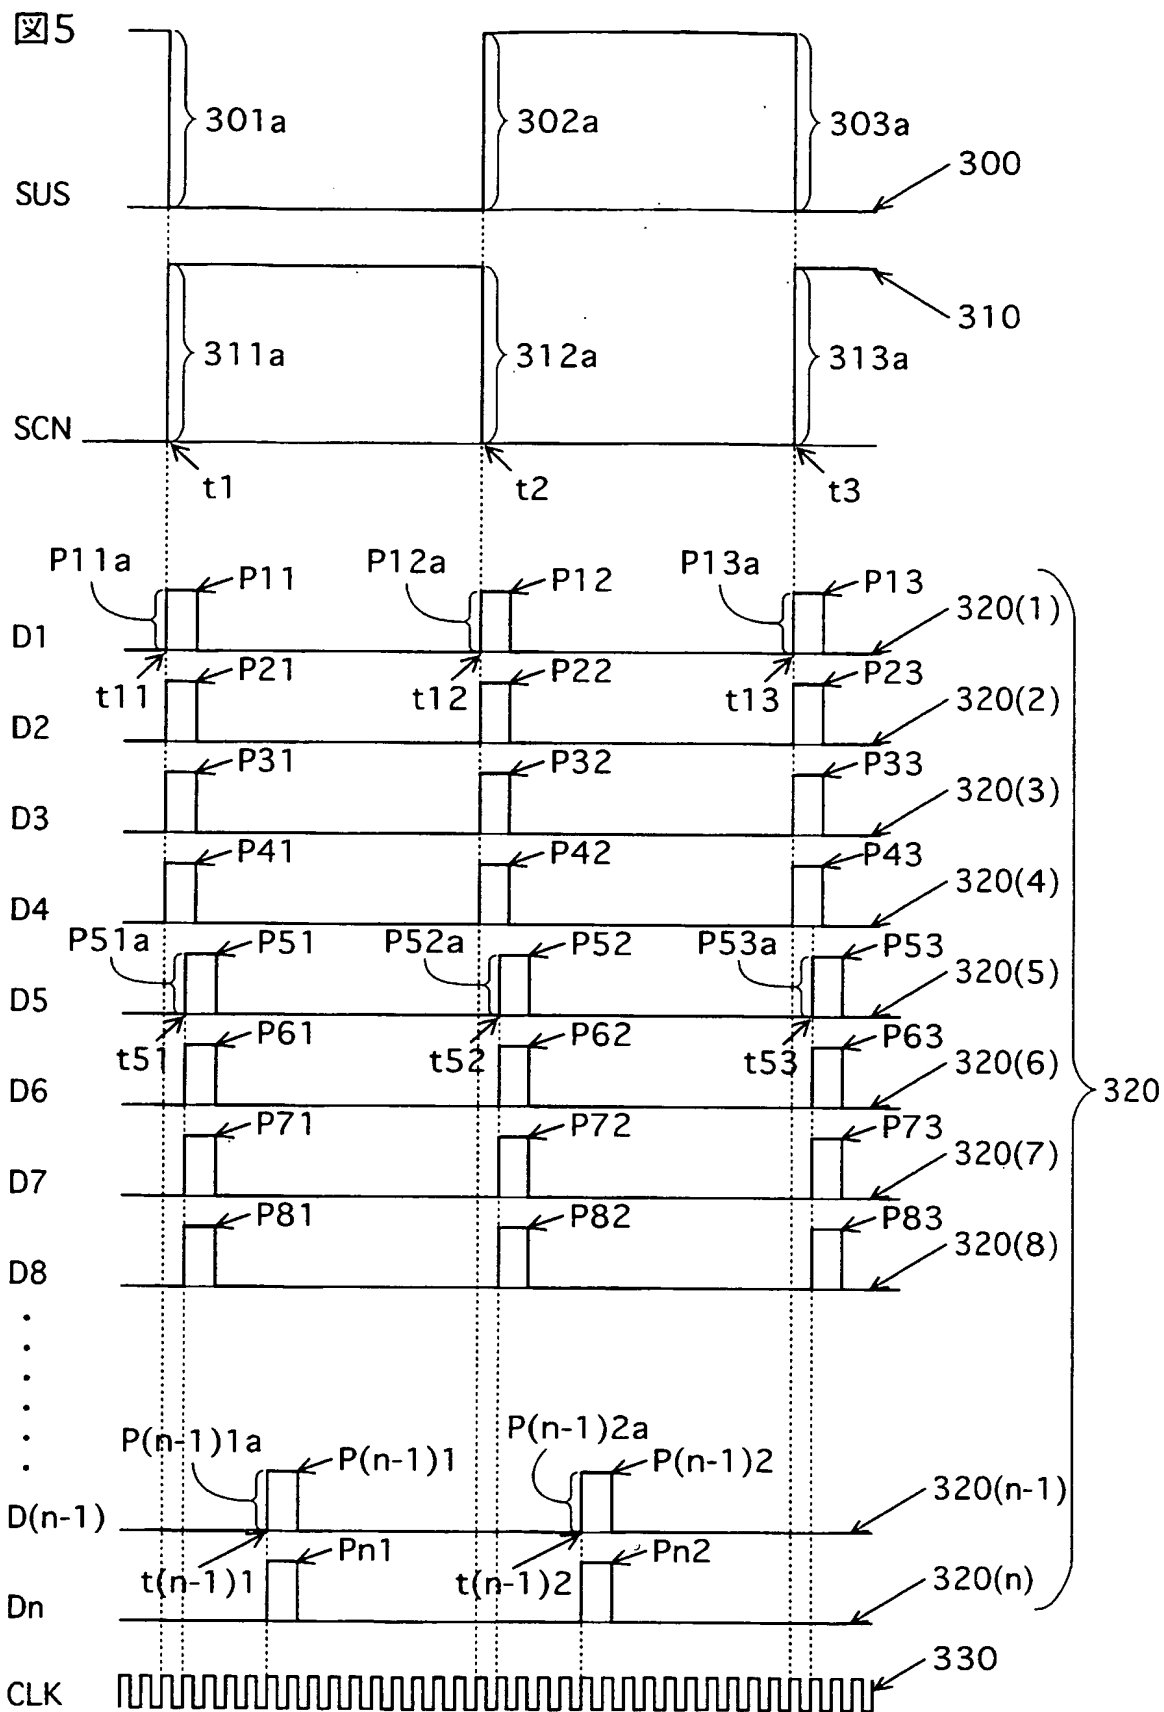 図5
301a 302a 303a
300
SUS
310
311a 312a 313a
SCN
t1 t2 t3
P11a P11 P12a P12 P13a P13
320(1)
D1
t11 P21 t12 P22 t13 P23
320(2)
D2
P31 P32 P33
320(3)
D3
P41 P42 P43
320(4)
D4
P51a P51 P52a P52 P53a P53
320(5)
D5
t51 P61 t52 P62 t53 P63
320(6)
D6
320
P71 P72 P73
320(7)
D7
P81 P82 P83
320(8)
D8
P(n-1)1a P(n-1)1 P(n-1)2a P(n-1)2
320(n-1)
D(n-1)
t(n-1)1 Pn1 t(n-1)2 Pn2
320(n)
Dn
330
CLK